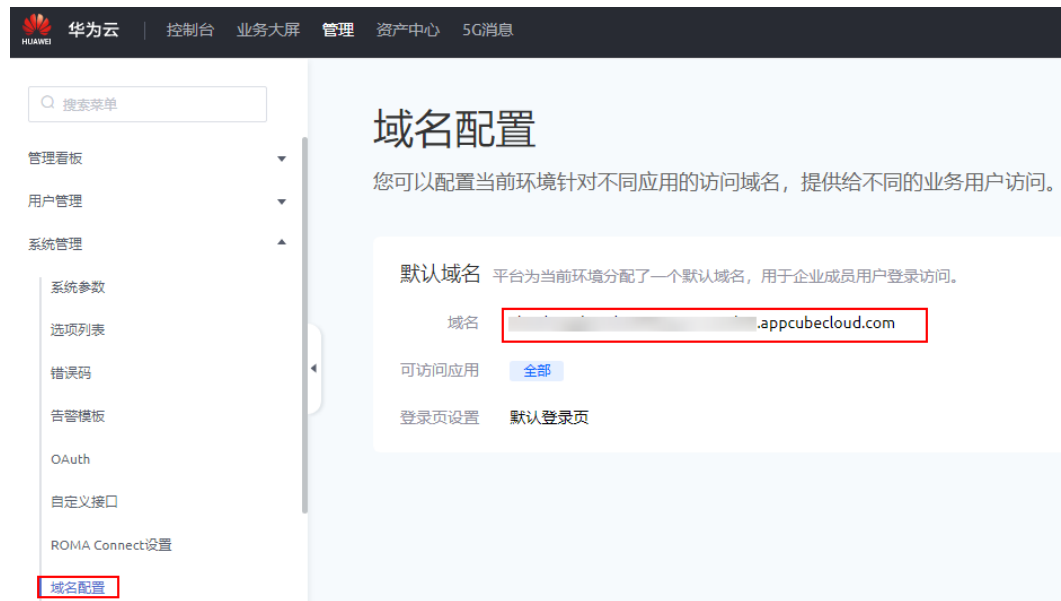 HUAWEI 华为云 控制台 业务大屏 管理 资产中心 5G消息
搜索菜单
管理看板
用户管理
系统管理
系统参数
选项列表
错误码
告警模板
OAuth
自定义接口
ROMA Connect设置
域名配置
域名配置
您可以配置当前环境针对不同应用的访问域名，提供给不同的业务用户访问。
默认域名 平台为当前环境分配了一个默认域名，用于企业成员用户登录访问。
域名 .appcubecloud.com
可访问应用 全部
登录页设置 默认登录页